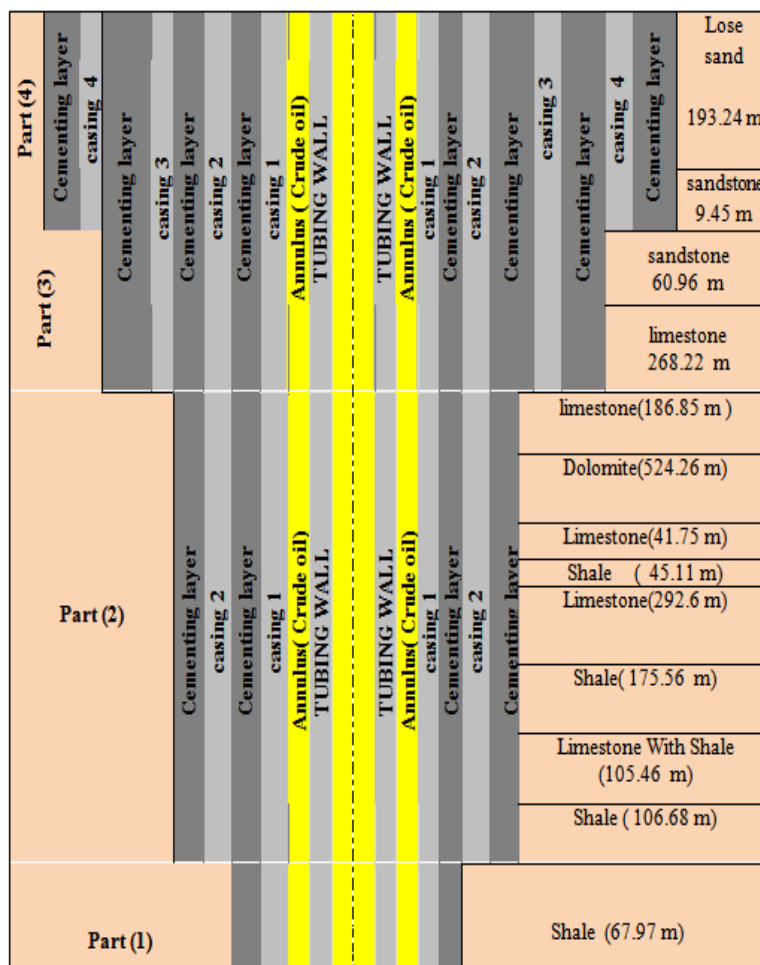 Part (4)
Cementing layer
casing 4
Cementing layer
casing 3
Cementing layer
casing 2
Cementing layer
casing 1
Annulus( Crude oil)
TUBING WALL
TUBING WALL
Annulus ( Crude oil)
casing 1
Cementing layer
casing 2
Cementing layer
casing 3
Cementing layer
casing 4
Cementing layer
Lose
sand
193.24 m
sandstone
9.45 m
Part (3)
sandstone
60.96 m
limestone
268.22 m
Part (2)
Cementing layer
casing 2
Cementing layer
casing 1
Annulus( Crude oil)
TUBING WALL
TUBING WALL
Annulus( Crude oil)
casing 1
Cementing layer
casing 2
Cementing layer
limestone(186.85 m )
Dolomite(524.26 m)
Limestone(41.75 m)
Shale ( 45.11 m)
Limestone(292.6 m)
Shale( 175.56 m)
Limestone With Shale
(105.46 m)
Shale ( 106.68 m)
Part (1)
Shale (67.97 m)